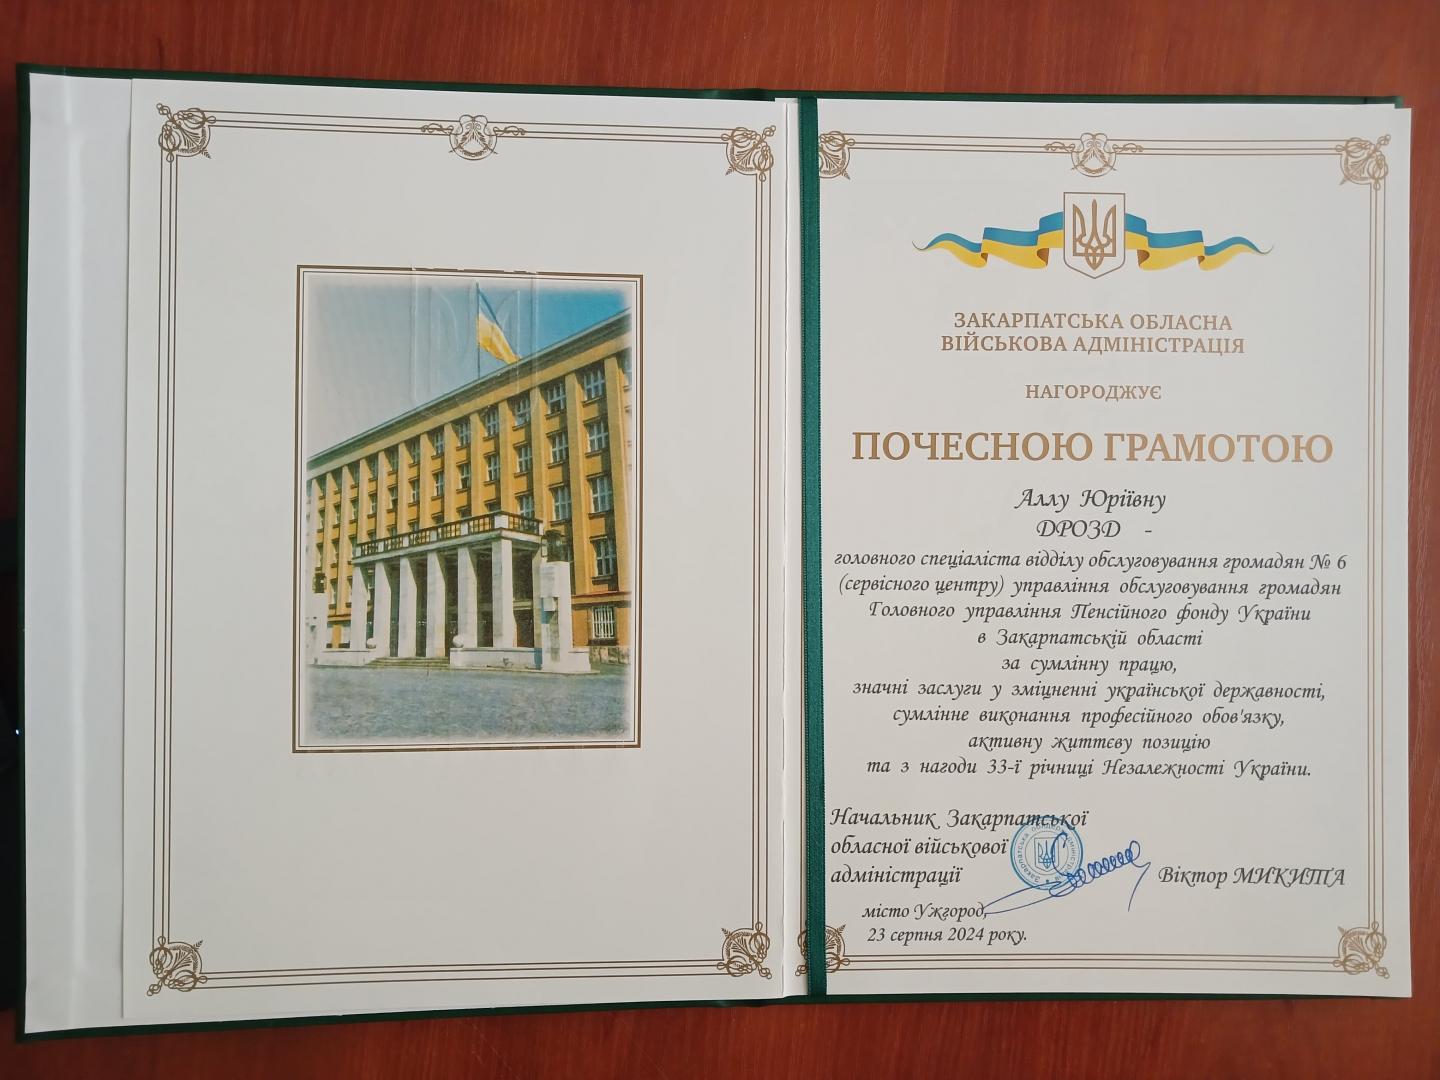 ЗАКАРПАТСЬКА ОБЛАСНА
ВІЙСЬКОВА АДМІНІСТРАЦІЯ
НАГОРОДЖУЄ
ПОЧЕСНОЮ ГРАМОТОЮ
Аллу Юріївну
ДРОЗД -
головного спеціаліста відділу обслуговування громадян № 6
(сервісного центру) управління обслуговування громадян
Головного управління Пенсійного фонду України
в Закарпатській області
за сумлінну працю,
значні заслуги у зміцненні української державності,
сумлінне виконання професійного обов'язку,
активну життєву позицію
та з нагоди 33-ї річниці Незалежності України.
Начальник Закарпатської
обласної військової
адміністрації
Віктор МИКИТА
місто Ужгород,
23 серпня 2024 року.